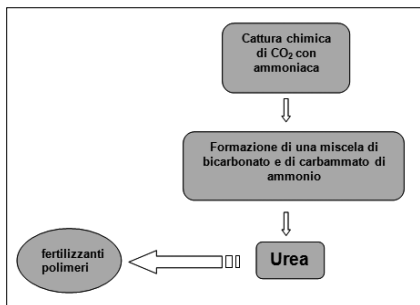 Cattura chimica
di CO₂ con
ammoniaca
Formazione di una miscela di
bicarbonato e di carbammato di
ammonio
fertilizzanti
polimeri
Urea